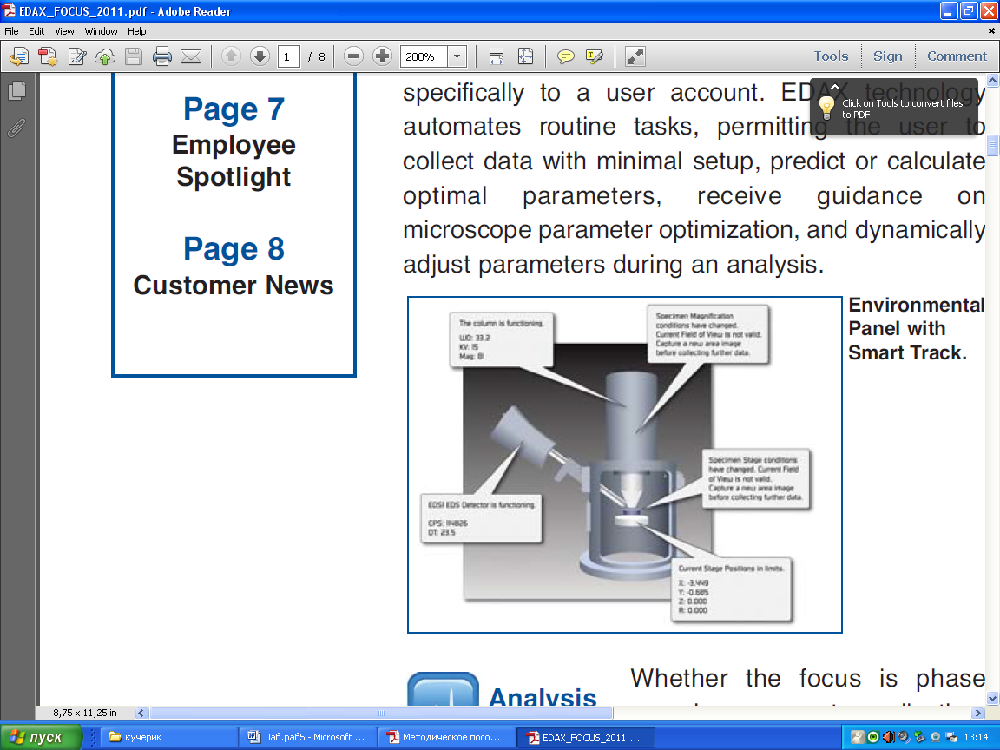 EDAX_FOCUS_2011.pdf - Adobe Reader
File Edit View Window Help
1 / 8 200% Tools Sign Comment
Click on Tools to convert files
to PDF.
Page 7
Employee
Spotlight
Page 8
Customer News
specifically to a user account. EDAX technology
automates routine tasks, permitting the user to
collect data with minimal setup, predict or calculate
optimal parameters, receive guidance on
microscope parameter optimization, and dynamically
adjust parameters during an analysis.
Environmental
Panel with
Smart Track.
The column is functioning.
WD: 33.2
KV: 15
Mag: 81
Specimen Magnification
conditions have changed.
Current Field of View is not valid.
Capture a new area image
before collecting further data.
Specimen Stage conditions
have changed. Current Field
of View is not valid.
Capture a new area image
before collecting further data.
EDSI EDS Detector is functioning.
CPS: 114826
DT: 23.5
Current Stage Positions in limits.
X: -3.449
Y: -0.685
Z: 0.000
R: 0.000
Analysis
Whether the focus is phase
8,75 x 11,25 in
пуск
кучерик
Лаб.раб5 - Microsoft ...
Методическое посо...
EDAX_FOCUS_2011....
13:14